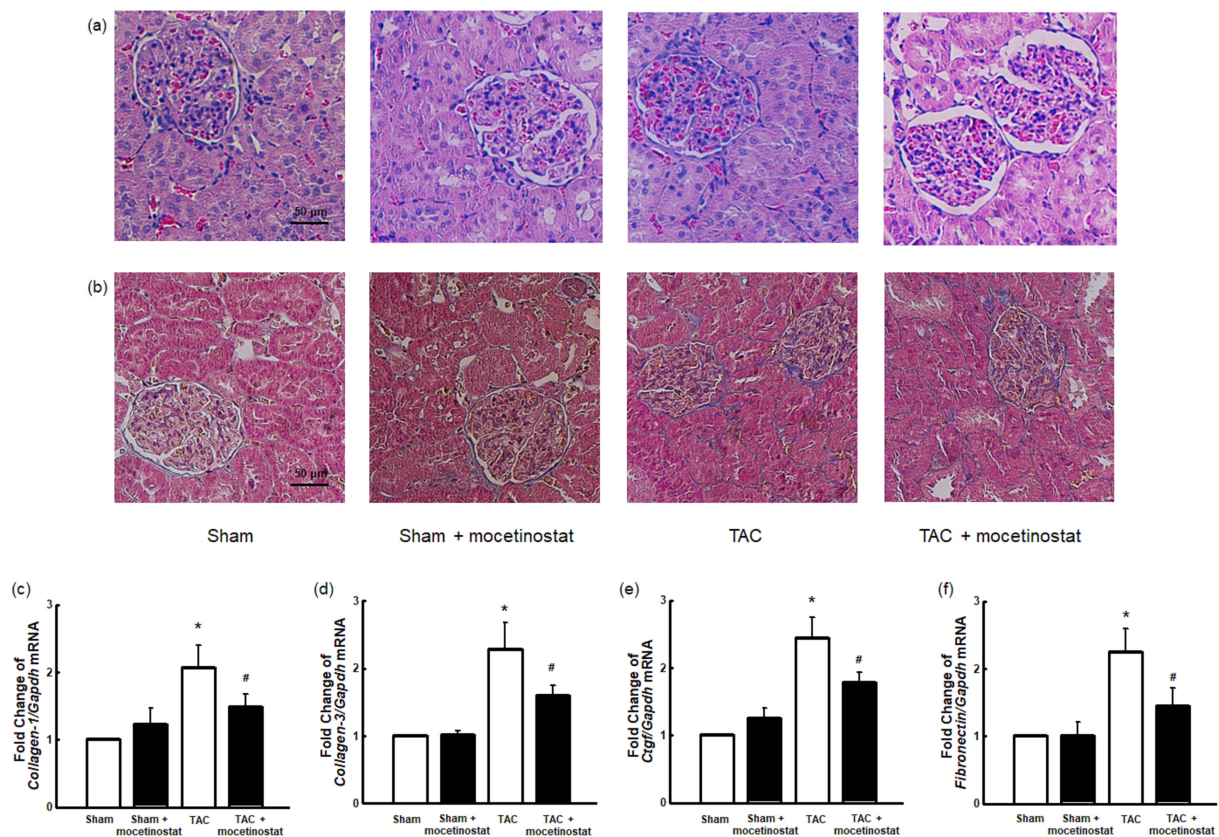 (a)
50 µm
(b)
50 µm
Sham
Sham + mocetinostat
TAC
TAC + mocetinostat
(c)
Fold Change of
Collagen-1/Gapdh mRNA
3
2
1
0
*
#
Sham
Sham +
mocetinostat
TAC
TAC +
mocetinostat
(d)
Fold Change of
Collagen-3/Gapdh mRNA
3
2
1
0
*
#
Sham
Sham +
mocetinostat
TAC
TAC +
mocetinostat
(e)
Fold Change of
Ctgf/Gapdh mRNA
3
2
1
0
*
#
Sham
Sham +
mocetinostat
TAC
TAC +
mocetinostat
(f)
Fold Change of
Fibronectin/Gapdh mRNA
3
2
1
0
*
#
Sham
Sham +
mocetinostat
TAC
TAC +
mocetinostat